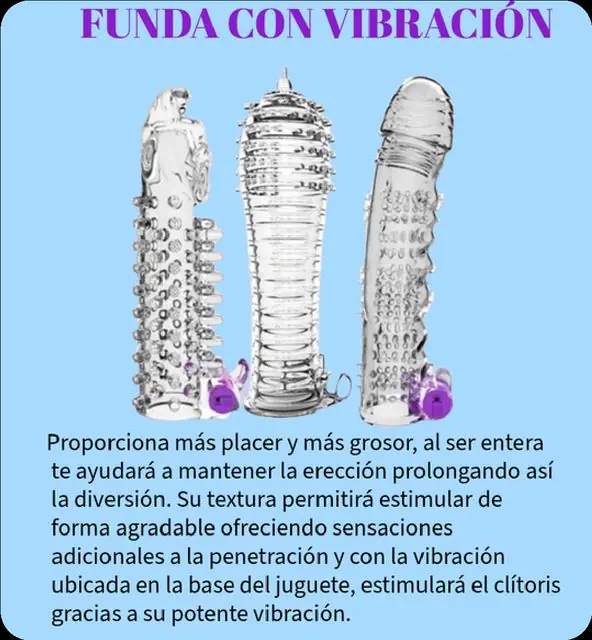 FUNDA CON VIBRACIÓN
Proporciona más placer y más grosor, al ser entera
te ayudará a mantener la erección prolongando así
la diversión. Su textura permitirá estimular de
forma agradable ofreciendo sensaciones
adicionales a la penetración y con la vibración
ubicada en la base del juguete, estimulará el clítoris
gracias a su potente vibración.